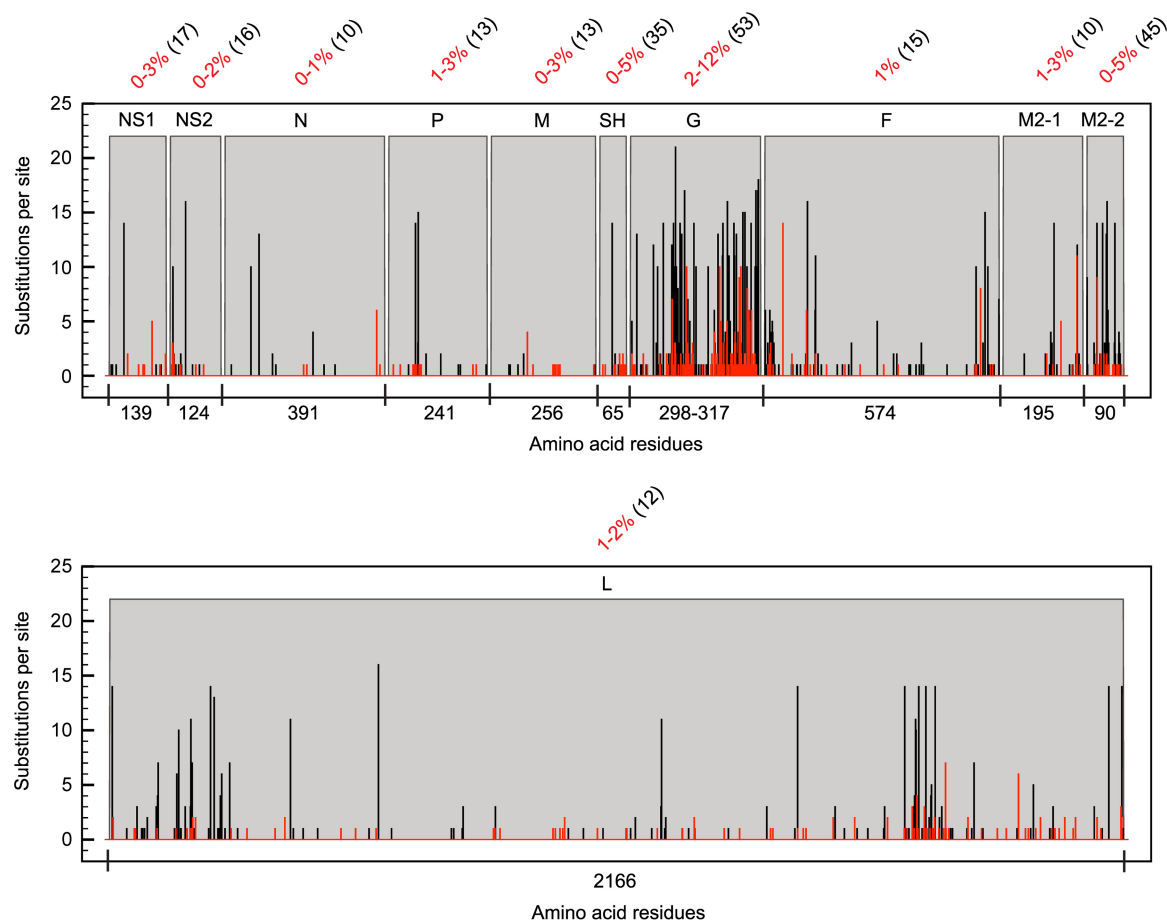 0-3% (17) 0-2% (16) 0-1% (10) 1-3% (13) 0-3% (13) 0-5% (35) 2-12% (53) 1% (15) 1-3% (10) 0-5% (45)
25
NS1 NS2 N P M SH G F M2-1 M2-2
20
15
10
5
0
Substitutions per site
139 124 391 241 256 65 298-317 574 195 90
Amino acid residues
1-2% (12)
25
L
20
15
10
5
0
Substitutions per site
2166
Amino acid residues